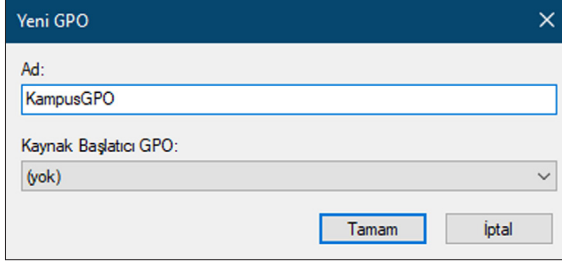 Yeni GPO
Ad:
KampusGPO
Kaynak Başlatıcı GPO:
(yok)
Tamam
İptal